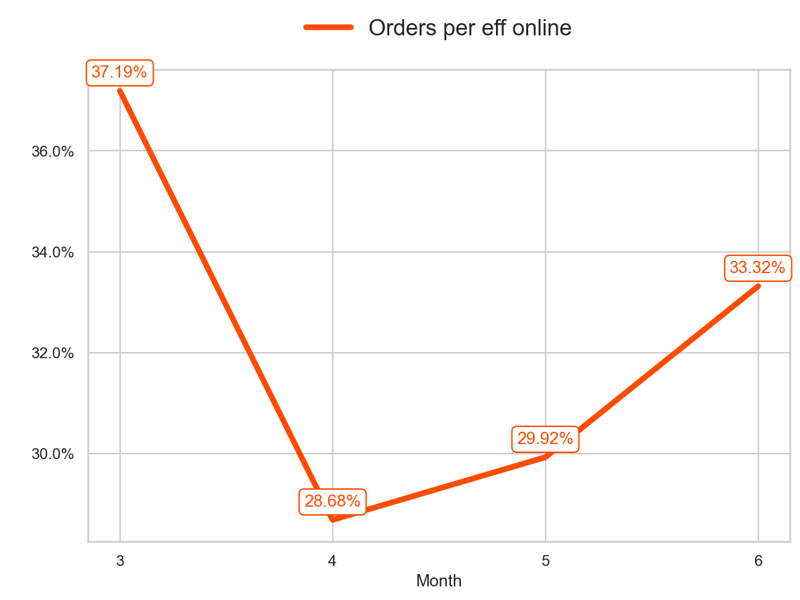 Orders per eff online
37.19%
36.0%
34.0%
33.32%
32.0%
30.0%
29.92%
28.68%
3 4 5 6
Month